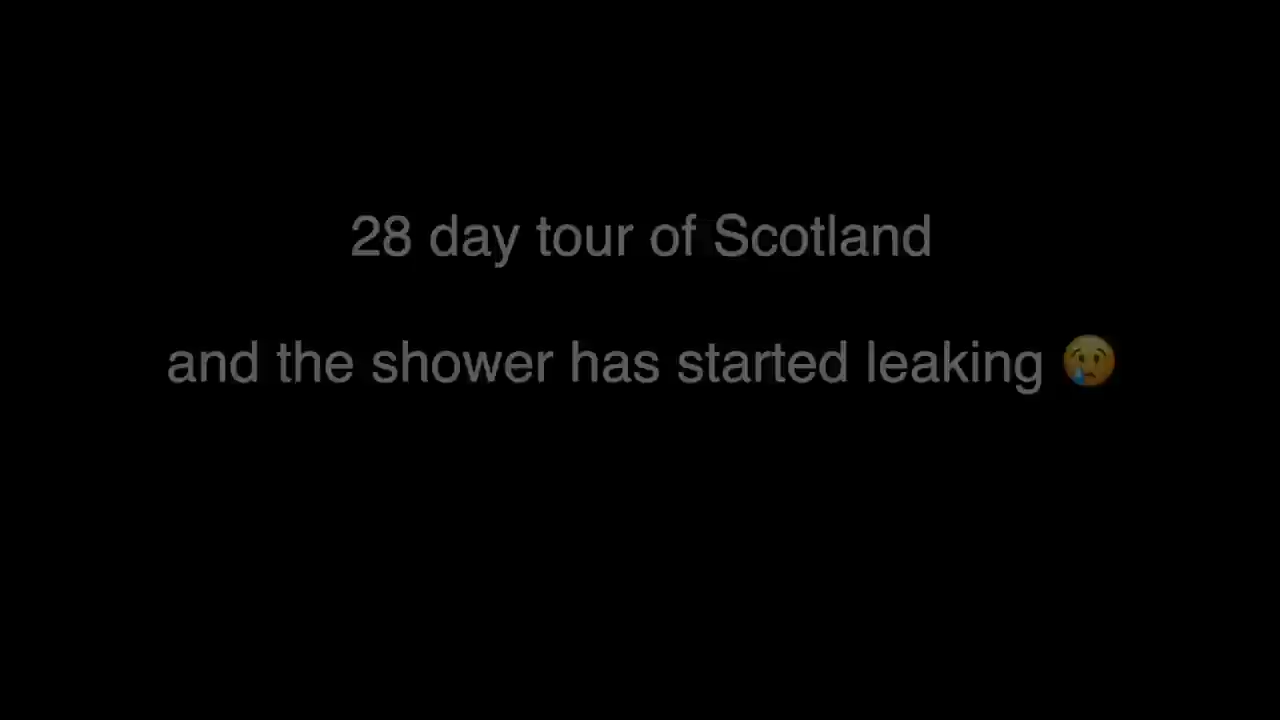 28 day tour of Scotland
and the shower has started leaking 😢